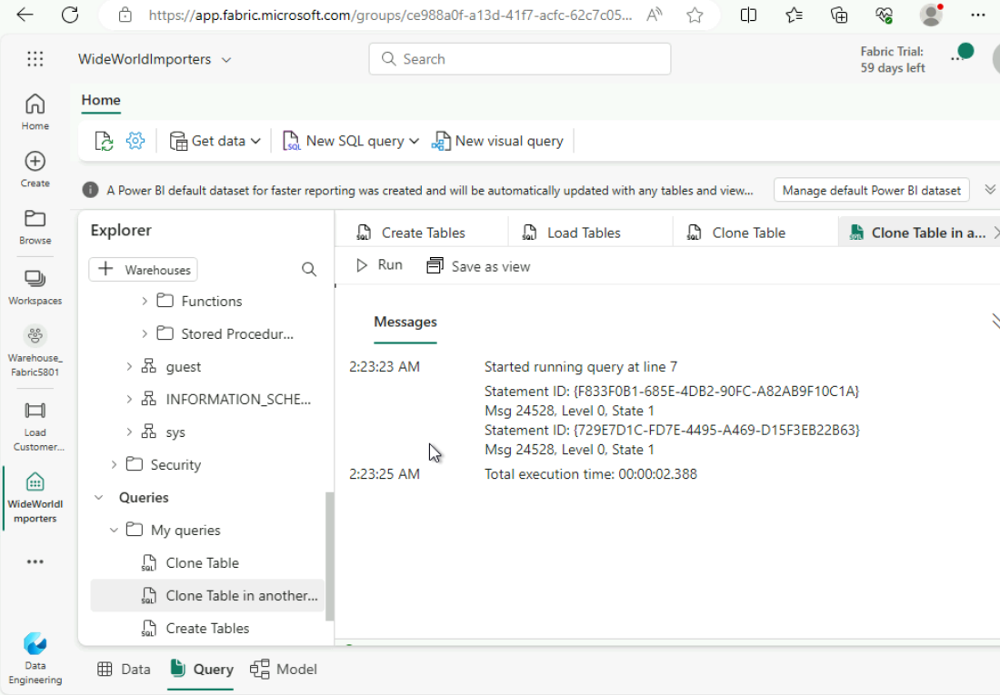 https://app.fabric.microsoft.com/groups/ce988a0f-a13d-41f7-acfc-62c7c05...
WideWorldImporters
Search
Fabric Trial:
59 days left
Home
Home
Get data
New SQL query
New visual query
Create
A Power BI default dataset for faster reporting was created and will be automatically updated with any tables and view...
Manage default Power BI dataset
Browse
Explorer
Create Tables
Load Tables
Clone Table
Clone Table in a...
Warehouses
Run
Save as view
Workspaces
Functions
Stored Procedur...
Messages
Warehouse_
Fabric5801
guest
2:23:23 AM Started running query at line 7
Statement ID: {F833F0B1-685E-4DB2-90FC-A82AB9F10C1A}
INFORMATION_SCHE...
Msg 24528, Level 0, State 1
Load
Customer...
sys
Statement ID: {729E7D1C-FD7E-4495-A469-D15F3EB22B63}
Msg 24528, Level 0, State 1
Security
2:23:25 AM Total execution time: 00:00:02.388
WideWorldI
mporters
Queries
My queries
Clone Table
Clone Table in another...
Create Tables
Data
Engineering
Data
Query
Model